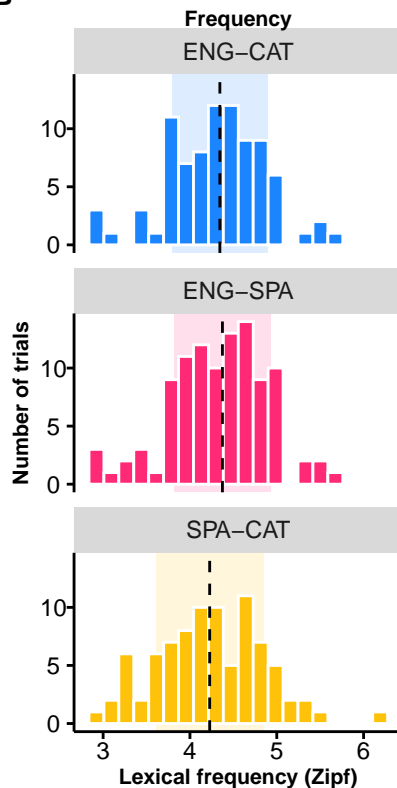 Frequency
ENG−CAT
10
5
0
ENG−SPA
10
5
0
SPA−CAT
10
5
0
3 4 5 6
Lexical frequency (Zipf)
Number of trials